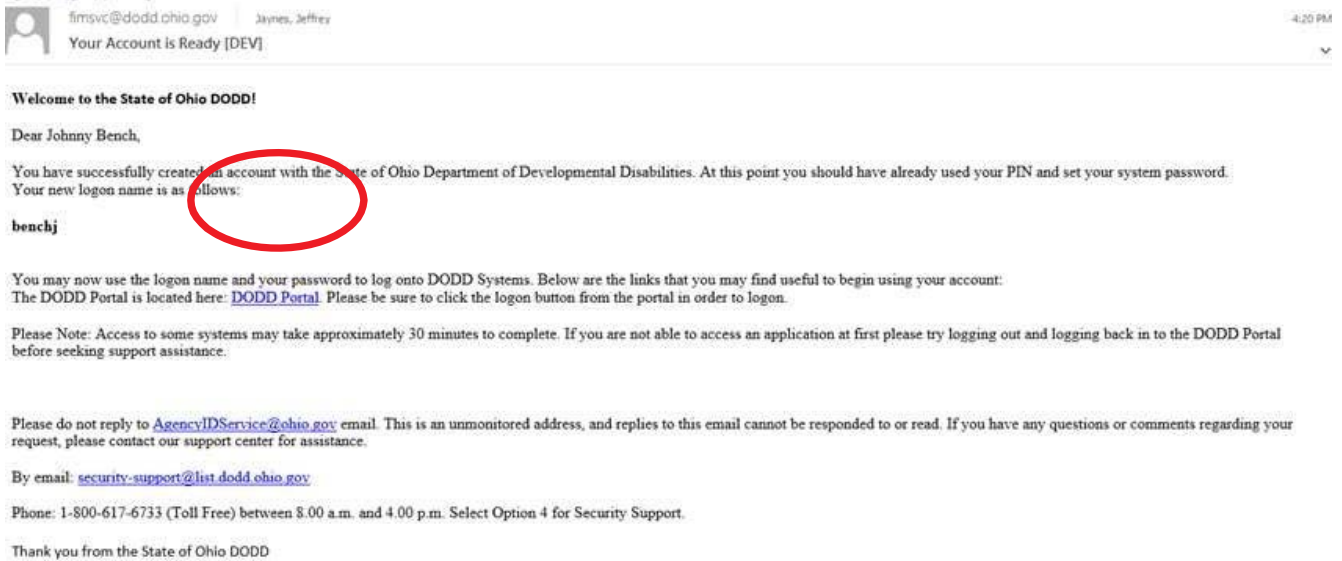 fimsvc@dodd.ohio.gov Jaynes, Jeffrey
4:20 PM
Your Account is Ready [DEV]
Welcome to the State of Ohio DODD!
Dear Johnny Bench,
You have successfully created an account with the State of Ohio Department of Developmental Disabilities. At this point you should have already used your PIN and set your system password.
Your new logon name is as follows:
benchj
You may now use the logon name and your password to log onto DODD Systems. Below are the links that you may find useful to begin using your account:
The DODD Portal is located here: DODD Portal. Please be sure to click the logon button from the portal in order to logon.
Please Note: Access to some systems may take approximately 30 minutes to complete. If you are not able to access an application at first please try logging out and logging back in to the DODD Portal
before seeking support assistance.
Please do not reply to AgencyIDService@ohio.gov email. This is an unmonitored address, and replies to this email cannot be responded to or read. If you have any questions or comments regarding your
request, please contact our support center for assistance.
By email: security-support@list.dodd.ohio.gov
Phone: 1-800-617-6733 (Toll Free) between 8.00 a.m. and 4.00 p.m. Select Option 4 for Security Support.
Thank you from the State of Ohio DODD